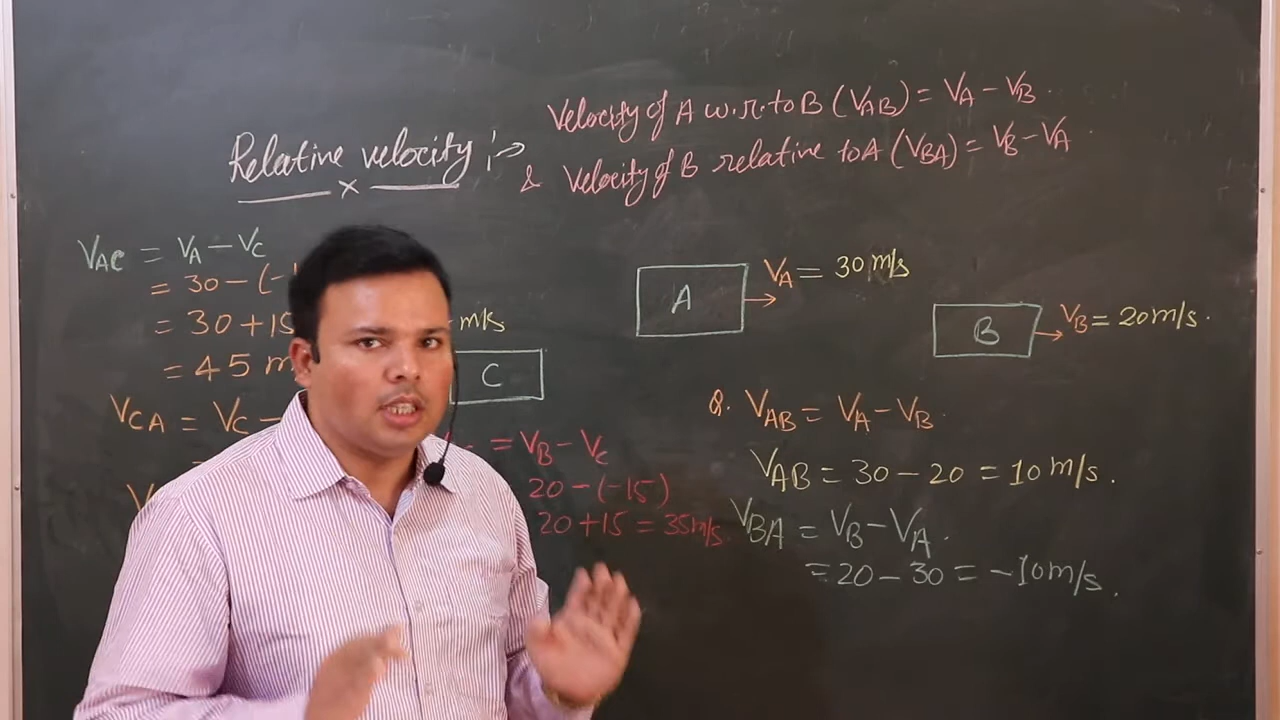 Relative velocity :→ Velocity of A w.r.to B (VAB) = VA - VB.
& Velocity of B relative to A (VBA) = VB - VA
VAC = VA - VC
= 30 - (-1
= 30 + 15
= 45 m
VCA = VC -
m/s
C
= VB - VC
20 - (-15)
20 + 15 = 35 m/s.
A
VA = 30 m/s
B
VB = 20 m/s.
Q. VAB = VA - VB.
VAB = 30 - 20 = 10 m/s.
VBA = VB - VA.
= 20 - 30 = -10 m/s.